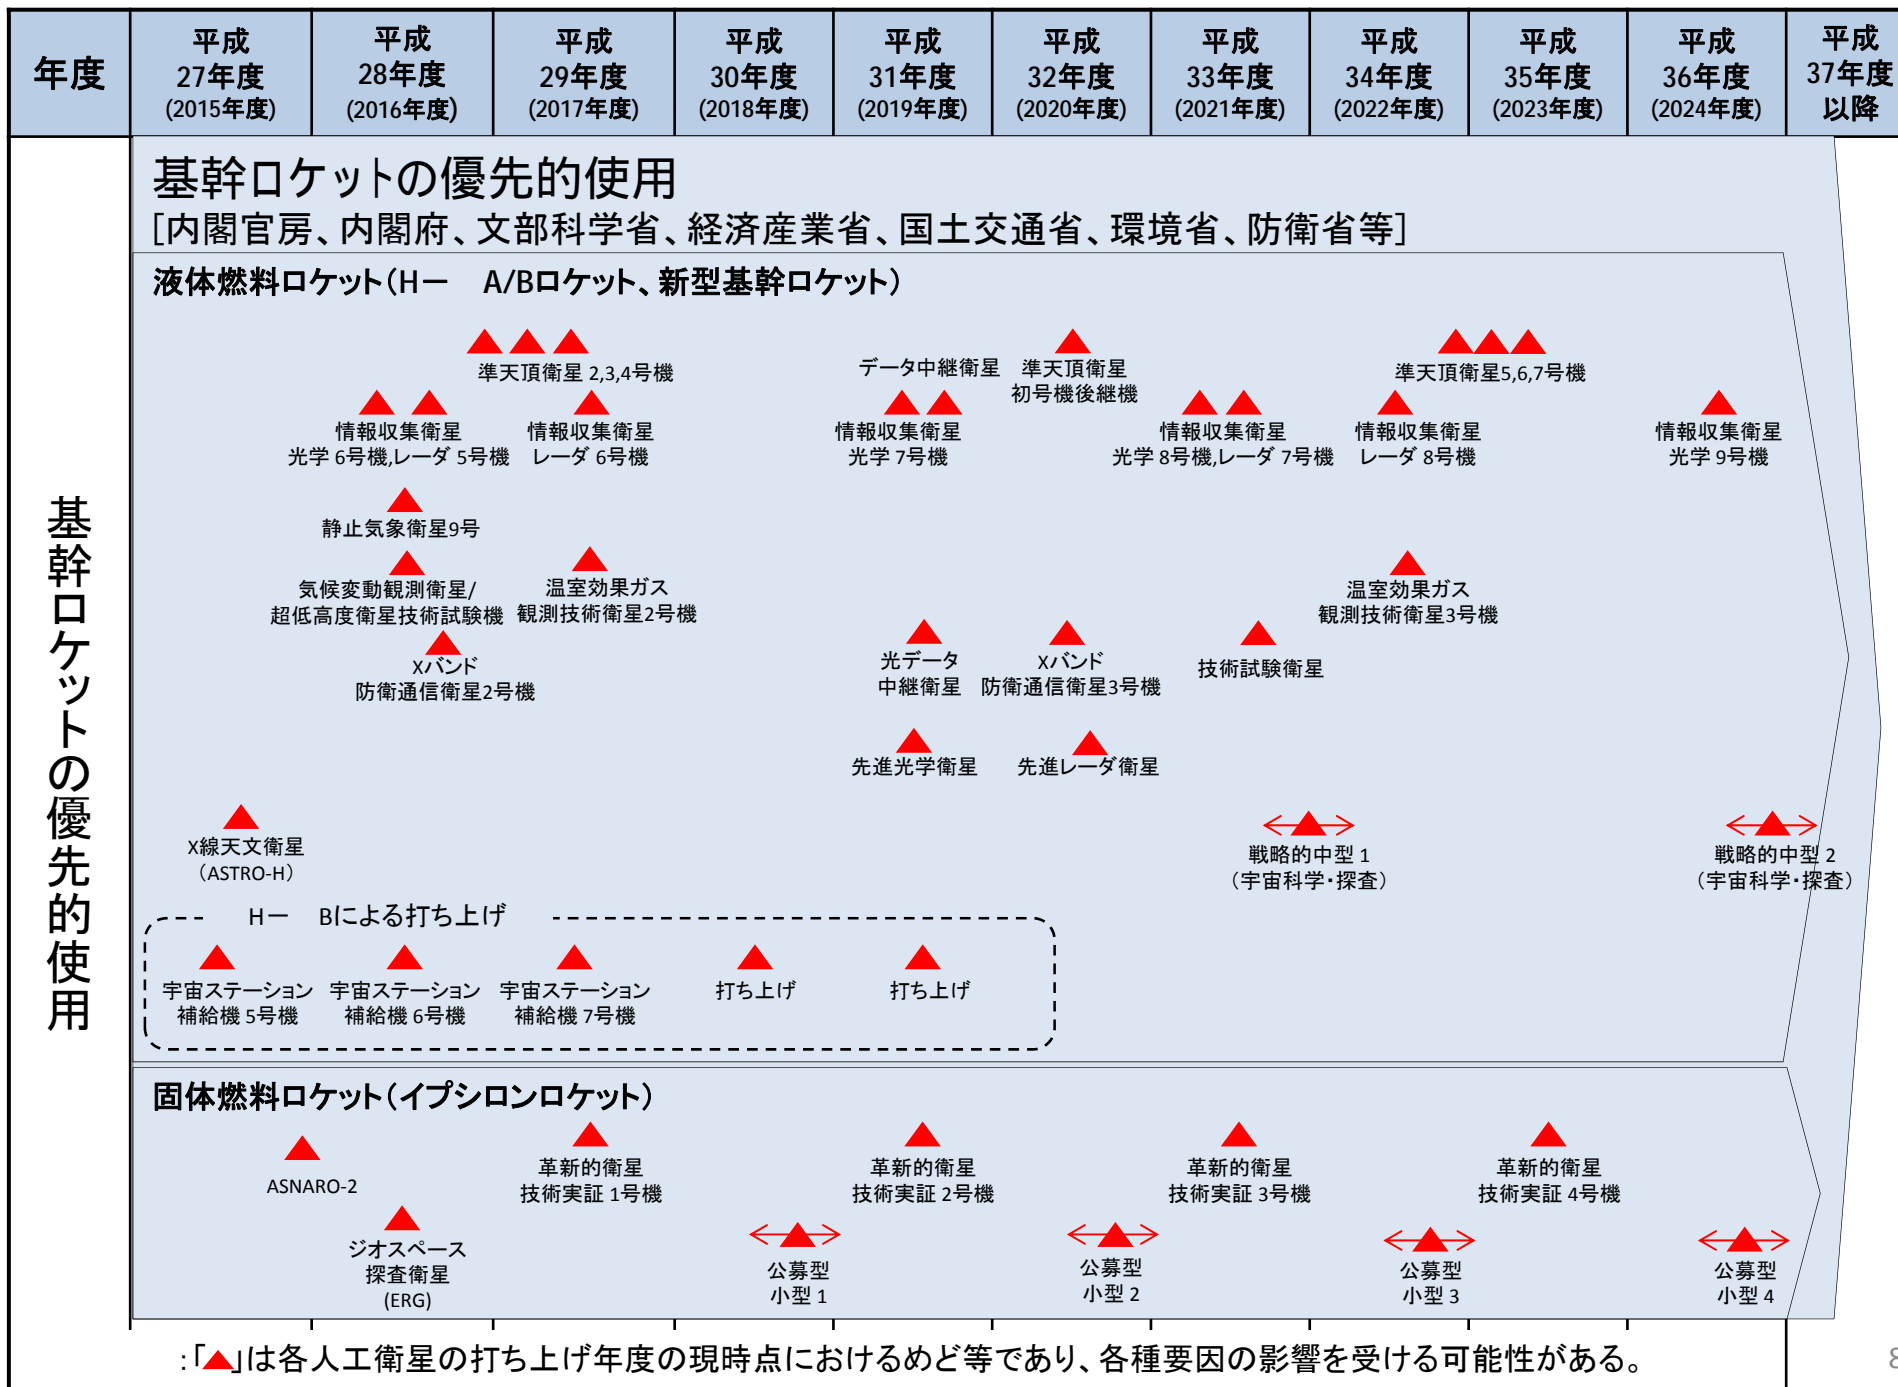 年度
平成
27年度
(2015年度)
平成
28年度
(2016年度)
平成
29年度
(2017年度)
平成
30年度
(2018年度)
平成
31年度
(2019年度)
平成
32年度
(2020年度)
平成
33年度
(2021年度)
平成
34年度
(2022年度)
平成
35年度
(2023年度)
平成
36年度
(2024年度)
平成
37年度
以降
基幹ロケットの優先的使用
基幹ロケットの優先的使用
[内閣官房、内閣府、文部科学省、経済産業省、国土交通省、環境省、防衛省等]
液体燃料ロケット(Hー　A/Bロケット、新型基幹ロケット)
準天頂衛星 2,3,4号機
データ中継衛星
準天頂衛星
初号機後継機
準天頂衛星5,6,7号機
情報収集衛星
光学 6号機,レーダ 5号機
情報収集衛星
レーダ 6号機
情報収集衛星
光学 7号機
情報収集衛星
光学 8号機,レーダ 7号機
情報収集衛星
レーダ 8号機
情報収集衛星
光学 9号機
静止気象衛星9号
気候変動観測衛星/
超低高度衛星技術試験機
温室効果ガス
観測技術衛星2号機
温室効果ガス
観測技術衛星3号機
Xバンド
防衛通信衛星2号機
光データ
中継衛星
Xバンド
防衛通信衛星3号機
技術試験衛星
先進光学衛星
先進レーダ衛星
X線天文衛星
(ASTRO-H)
戦略的中型 1
(宇宙科学・探査)
戦略的中型 2
(宇宙科学・探査)
Hー　Bによる打ち上げ
宇宙ステーション
補給機 5号機
宇宙ステーション
補給機 6号機
宇宙ステーション
補給機 7号機
打ち上げ
打ち上げ
固体燃料ロケット(イプシロンロケット)
ASNARO-2
革新的衛星
技術実証 1号機
革新的衛星
技術実証 2号機
革新的衛星
技術実証 3号機
革新的衛星
技術実証 4号機
ジオスペース
探査衛星
(ERG)
公募型
小型 1
公募型
小型 2
公募型
小型 3
公募型
小型 4
:「▲」は各人工衛星の打ち上げ年度の現時点におけるめど等であり、各種要因の影響を受ける可能性がある。
8